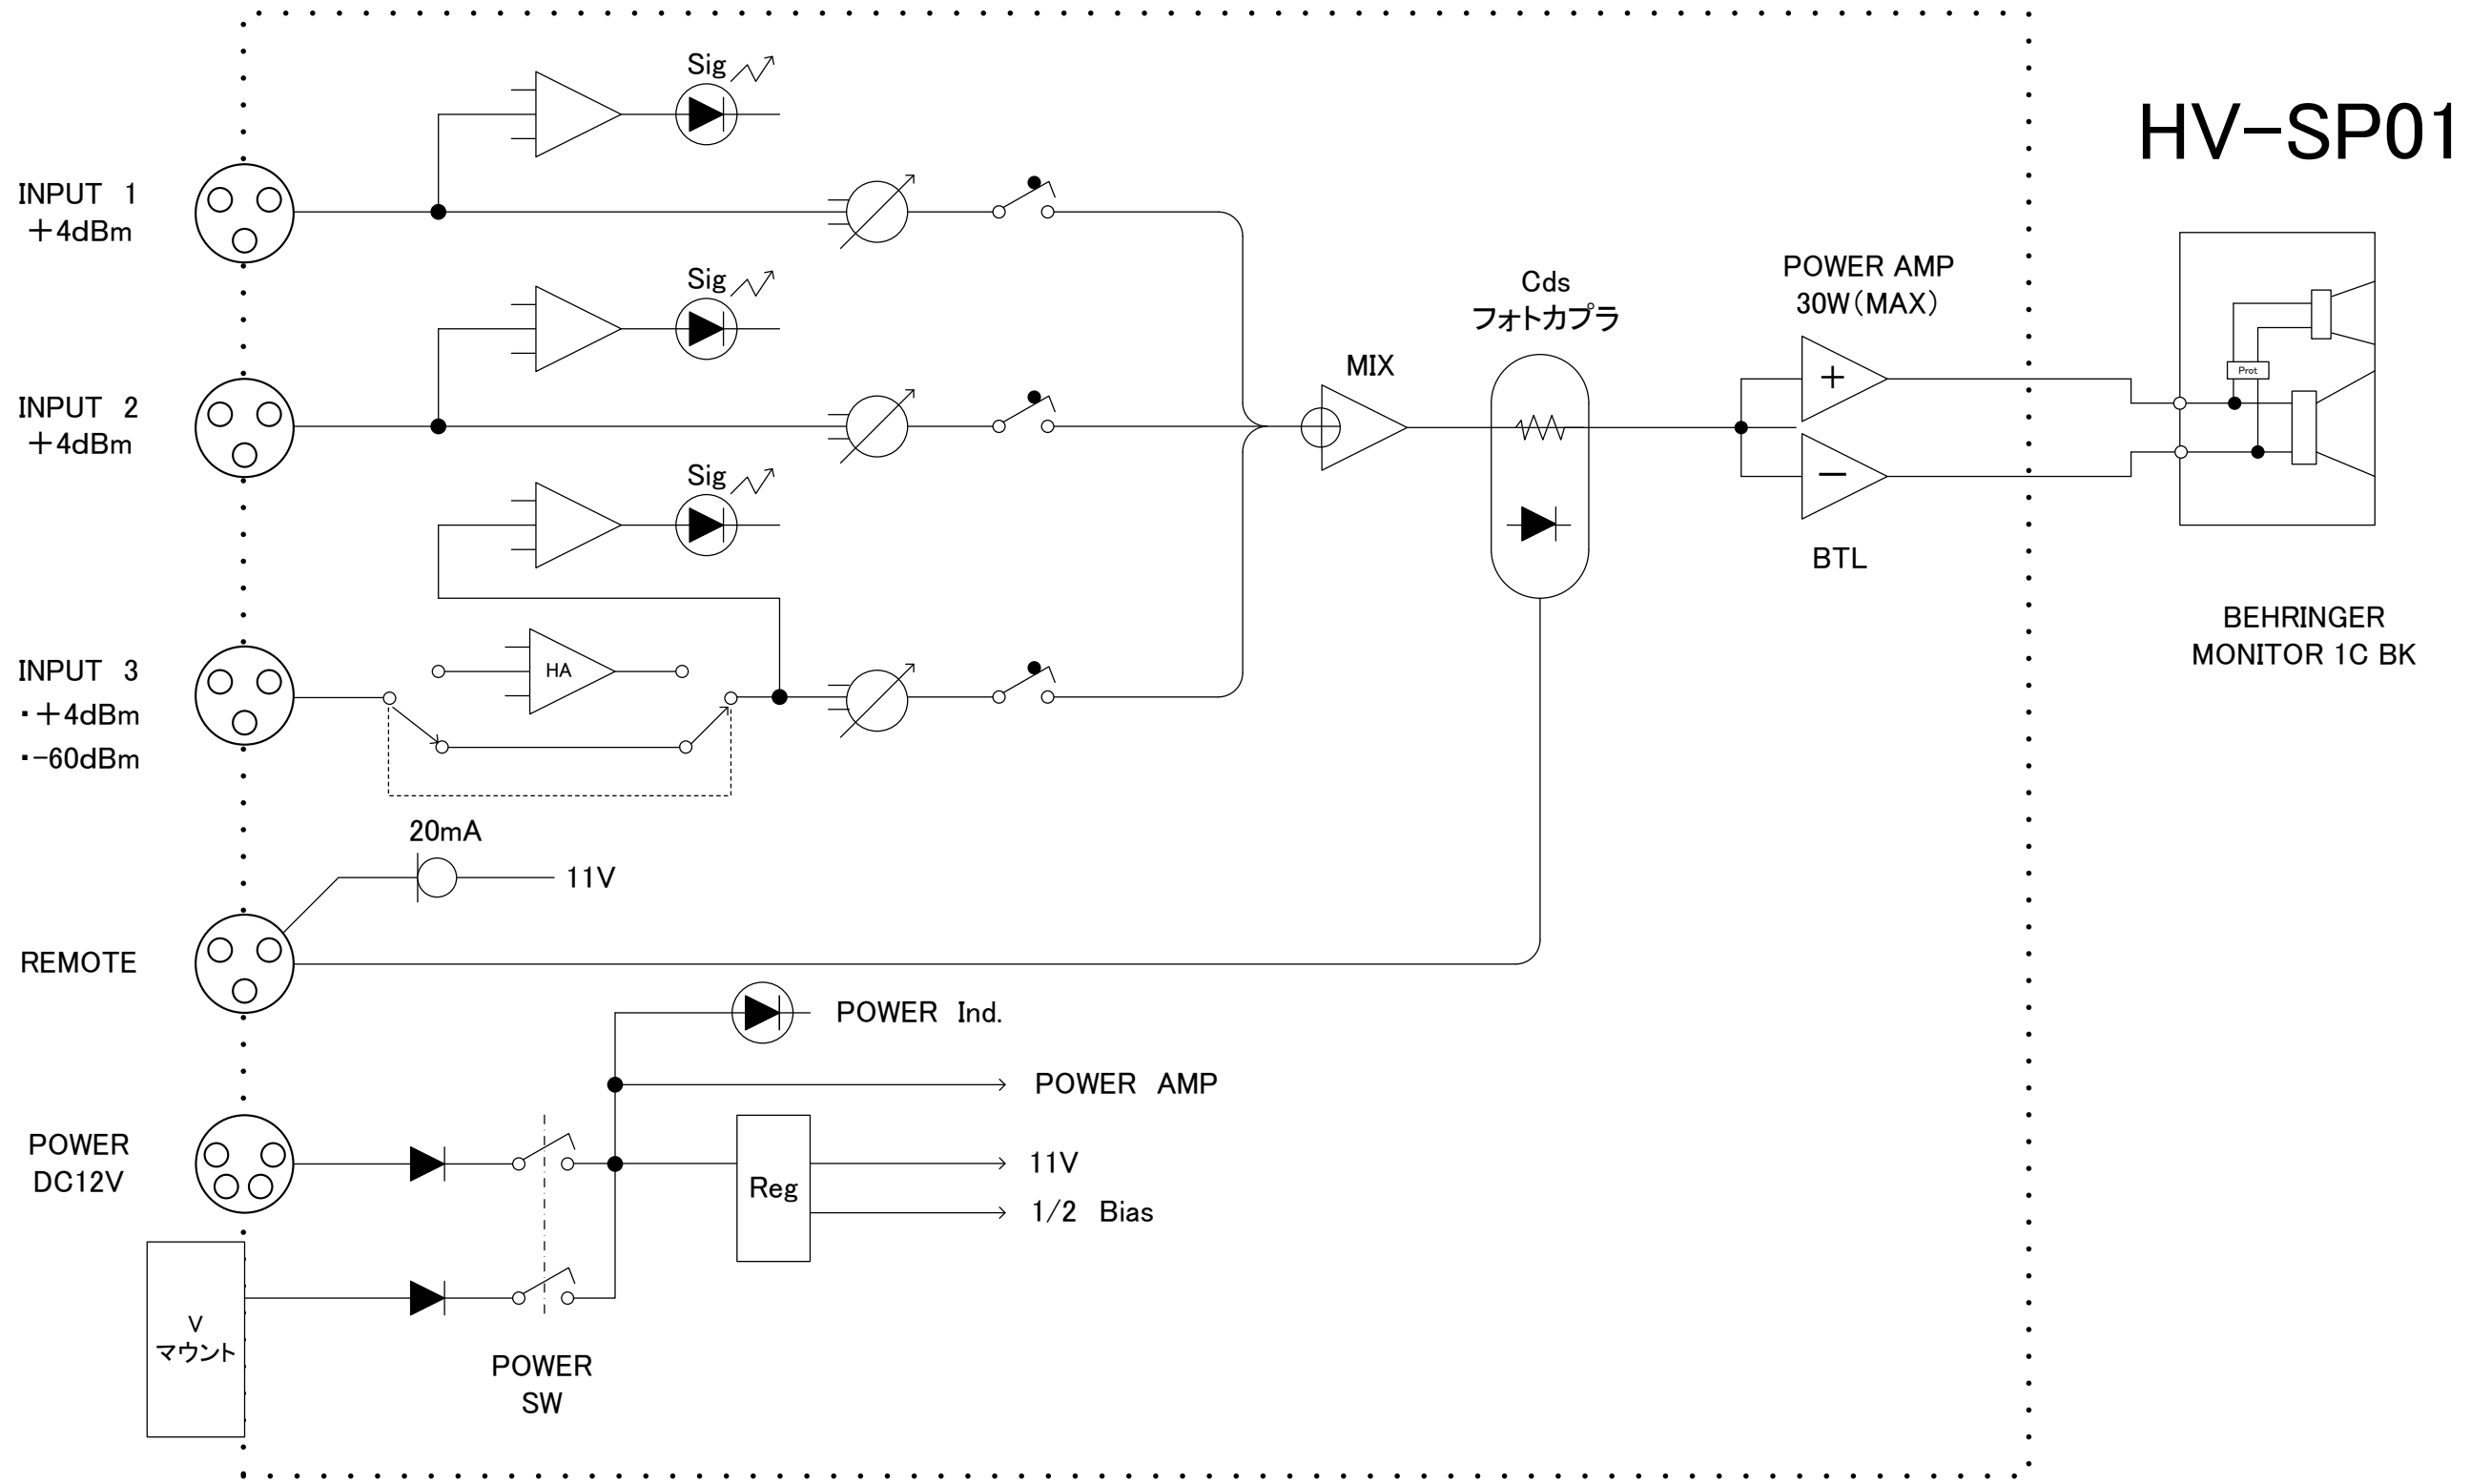 HV-SP01
Sig
INPUT 1
+4dBm
Sig
INPUT 2
+4dBm
Sig
INPUT 3
・+4dBm
・-60dBm
HA
MIX
Cds
フォトカプラ
POWER AMP
30W(MAX)
+
-
BTL
Prot
BEHRINGER
MONITOR 1C BK
20mA
11V
REMOTE
POWER Ind.
POWER AMP
POWER
DC12V
Reg
11V
1/2 Bias
V
マウント
POWER
SW